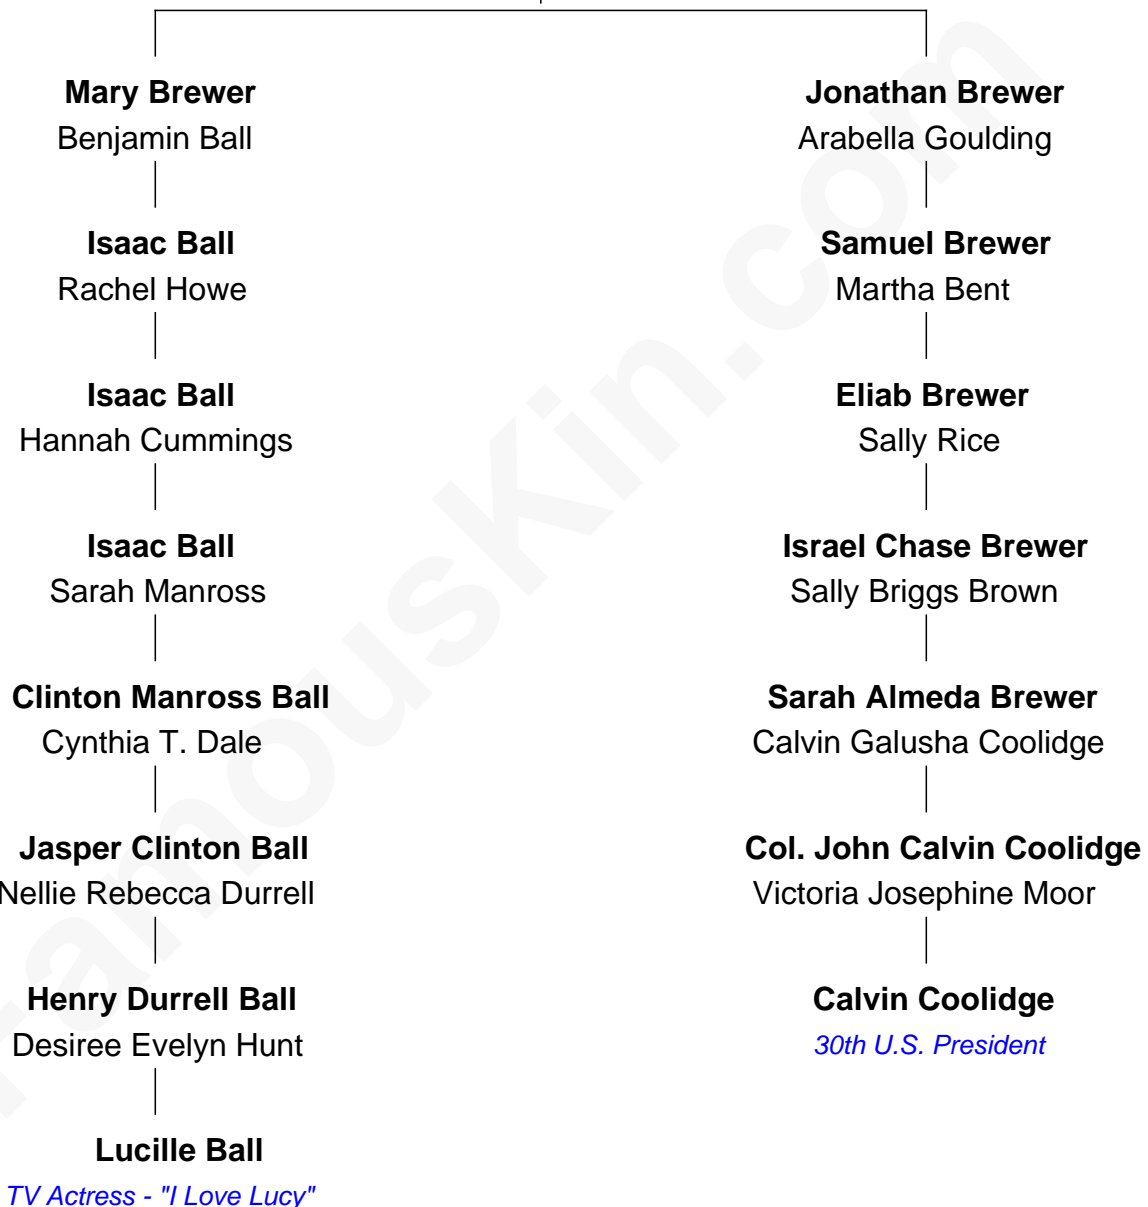 Mary Brewer
Benjamin Ball
Isaac Ball
Rachel Howe
Isaac Ball
Hannah Cummings
Isaac Ball
Sarah Manross
Clinton Manross Ball
Cynthia T. Dale
Jasper Clinton Ball
Nellie Rebecca Durrell
Henry Durrell Ball
Desiree Evelyn Hunt
Lucille Ball
TV Actress - "I Love Lucy"
Jonathan Brewer
Arabella Goulding
Samuel Brewer
Martha Bent
Eliab Brewer
Sally Rice
Israel Chase Brewer
Sally Briggs Brown
Sarah Almeda Brewer
Calvin Galusha Coolidge
Col. John Calvin Coolidge
Victoria Josephine Moor
Calvin Coolidge
30th U.S. President
FamousKin.com